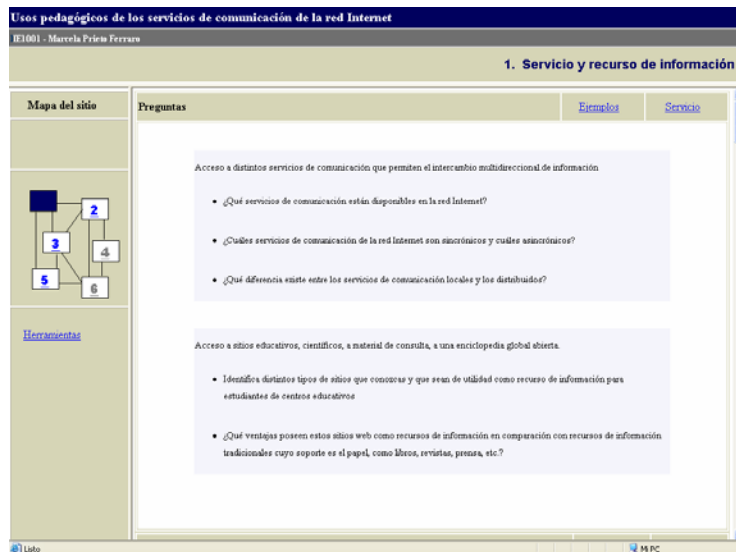 Usos pedagógicos de los servicios de comunicación de la red Internet
IE1001 - Marcela Prieto Ferraro
1. Servicio y recurso de información
Mapa del sitio
Preguntas
Ejemplos
Servicio
Acceso a distintos servicios de comunicación que permiten el intercambio multidireccional de información
• ¿Qué servicios de comunicación están disponibles en la red Internet?
• ¿Cuáles servicios de comunicación de la red Internet son sincrónicos y cuáles asincrónicos?
• ¿Qué diferencia existe entre los servicios de comunicación locales y los distribuidos?
2
3
4
5
6
Herramientas
Acceso a sitios educativos, científicos, a material de consulta, a una enciclopedia global abierta.
• Identifica distintos tipos de sitios que conozcas y que sean de utilidad como recurso de información para
estudiantes de centros educativos
• ¿Qué ventajas poseen estos sitios web como recursos de información en comparación con recursos de información
tradicionales cuyo soporte es el papel, como libros, revistas, prensa, etc.?
Listo
Mi PC